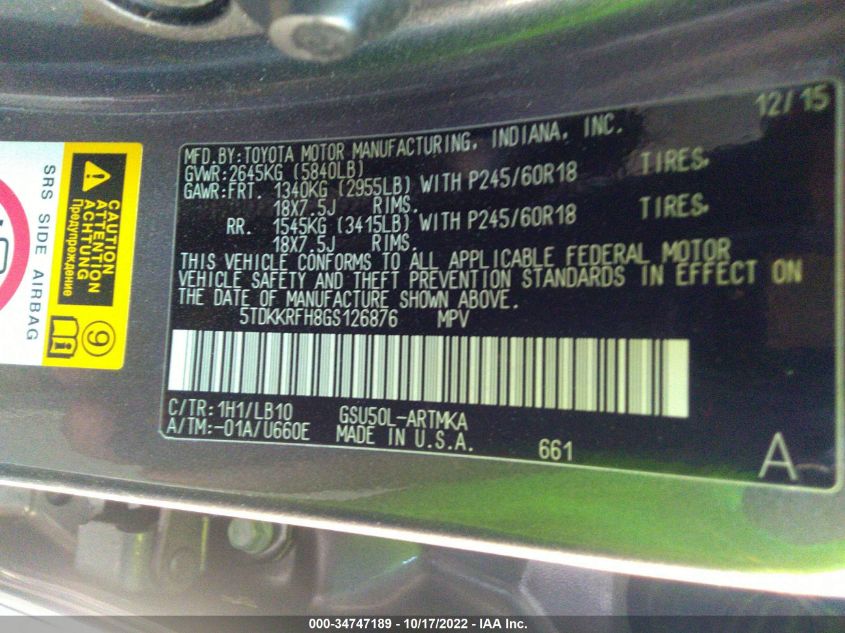 12/15
MFD.BY:TOYOTA MOTOR MANUFACTURING, INDIANA, INC.
GVWR:2645KG (5840LB)
GAWR:FRT. 1340KG (2955LB) WITH P245/60R18 TIRES.
18X7.5J RIMS.
RR. 1545KG (3415LB) WITH P245/60R18 TIRES.
18X7.5J RIMS.
THIS VEHICLE CONFORMS TO ALL APPLICABLE FEDERAL MOTOR
VEHICLE SAFETY AND THEFT PREVENTION STANDARDS IN EFFECT ON
THE DATE OF MANUFACTURE SHOWN ABOVE.
5TDKKRFH8GS126876 MPV
C/TR:1H1/LB10 GSU50L-ARTMKA
A/TM:-01A/U660E MADE IN U.S.A. 661 A
SRS SIDE AIRBAG
CAUTION
ATTENTION
ACHTUNG
Предупреждение
9
000-34747189 - 10/17/2022 - IAA Inc.